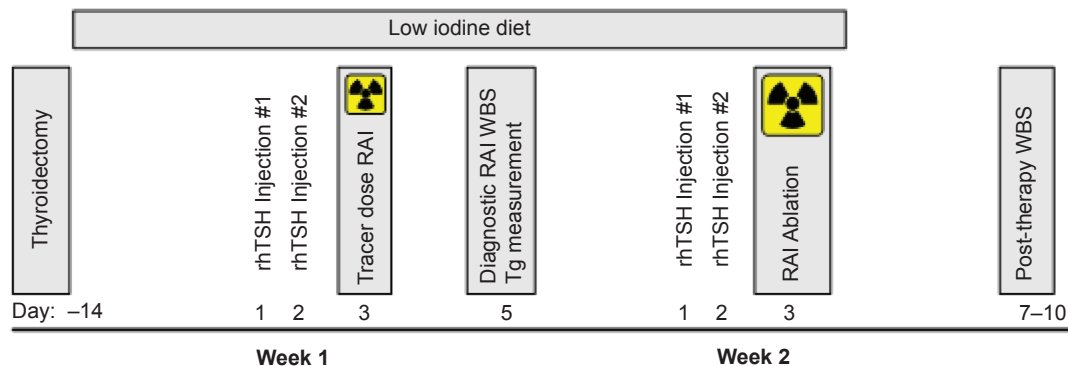 Low iodine diet
Thyroidectomy
rhTSH Injection #1
rhTSH Injection #2
Tracer dose RAI
Diagnostic RAI WBS
Tg measurement
rhTSH Injection #1
rhTSH Injection #2
RAI Ablation
Post-therapy WBS
Day: –14 1 2 3 5 1 2 3 7–10
Week 1 Week 2